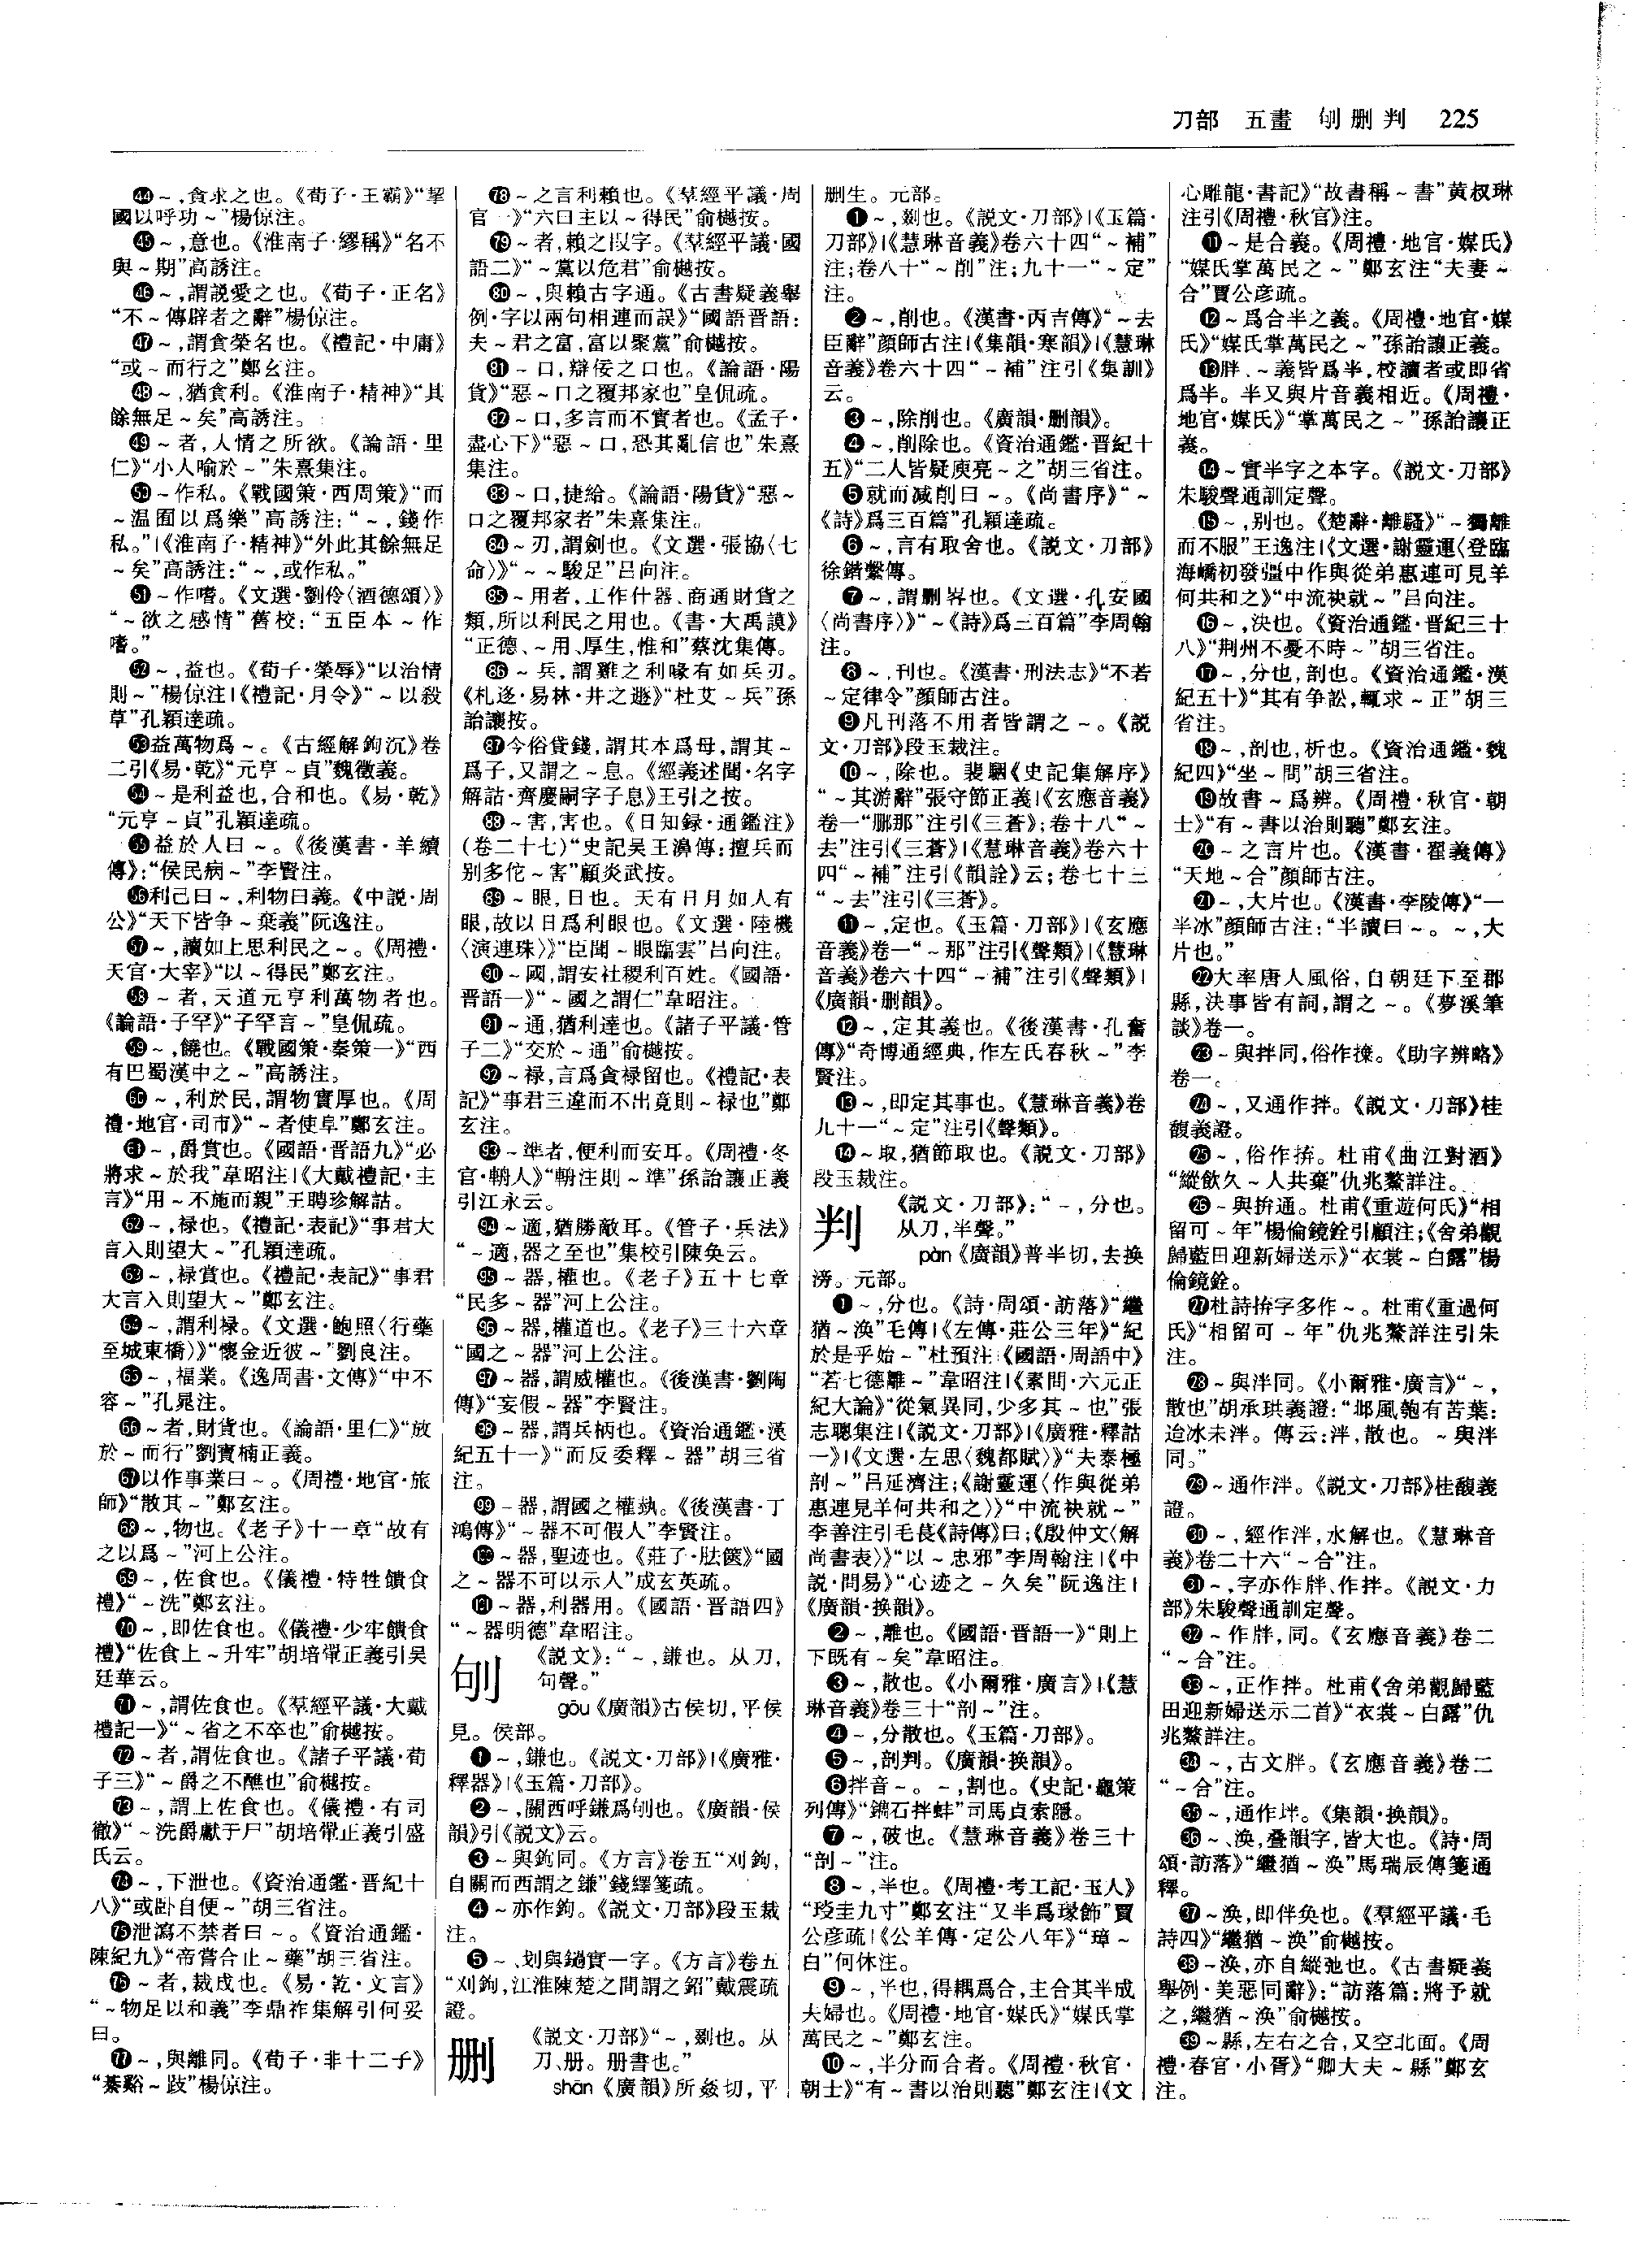 刀部　五畫　刏删判　225
㊹～,貪求之也。《荀子·王霸》“挈
國以呼功～”楊倞注。
㊺～,意也。《淮南子·繆稱》“名不
與～期”高誘注。
㊻～,謂説愛之也。《荀子·正名》
“不～傳辟者之辭”楊倞注。
㊼～,謂貪榮名也。《禮記·中庸》
“或～而行之”鄭玄注。
㊽～,猶貪利。《淮南子·精神》“其
餘無足～矣”高誘注。
㊾～者,人情之所欲。《論語·里
仁》“小人喻於～”朱熹集注。
㊿～作私。《戰國策·西周策》“而
～温囿以爲樂”高誘注:“～,錢作
私。”|《淮南子·精神》“外此其餘無足
～矣”高誘注:“～,或作私。”
51～作嗜。《文選·劉伶〈酒德頌〉》
“～欲之感情”舊校:“五臣本～作
嗜。”
52～,益也。《荀子·榮辱》“以治情
則～”楊倞注|《禮記·月令》“～以殺
草”孔穎達疏。
53益萬物爲～。《古經解鉤沉》卷
二引《易·乾》“元亨～貞”魏徵義。
54～是利益也,合和也。《易·乾》
“元亨～貞”孔穎達疏。
55益於人曰～。《後漢書·羊續
傳》:“侯民病～”李賢注。
56利己曰～,利物曰義。《中説·周
公》“天下皆争～棄義”阮逸注。
57～,讀如上思利民之～。《周禮·
天官·大宰》“以～得民”鄭玄注。
58～者,天道元亨利萬物者也。
《論語·子罕》“子罕言～”皇侃疏。
59～,饒也。《戰國策·秦策一》“西
有巴蜀漢中之～”高誘注。
60～,利於民,謂物實厚也。《周
禮·地官·司市》“～者使阜”鄭玄注。
61～,爵賞也。《國語·晋語九》“必
將求～於我”韋昭注|《大戴禮記·主
言》“用～不施而親”王聘珍解詁。
62～,禄也。《禮記·表記》“事君大
言入則望大～”孔穎達疏。
63～,禄賞也。《禮記·表記》“事君
大言入則望大～”鄭玄注。
64～,謂利禄。《文選·鮑照〈行藥
至城東橋〉》“懷金近彼～”劉良注。
65～,福業。《逸周書·文傳》“中不
容～”孔晁注。
66～者,財貨也。《論語·里仁》“放
於～而行”劉寶楠正義。
67以作事業曰～。《周禮·地官·旅
師》“散其～”鄭玄注。
68～,物也。《老子》十一章“故有
之以爲～”河上公注。
69～,佐食也。《儀禮·特牲饋食
禮》“～洗”鄭玄注。
70～,即佐食也。《儀禮·少牢饋食
禮》“佐食上～升牢”胡培翬正義引吴
廷華云。
71～,謂佐食也。《羣經平議·大戴
禮記一》“～省之不卒也”俞樾按。
72～者,謂佐食也。《諸子平議·荀
子三》“～爵之不醮也”俞樾按。
73～,謂上佐食也。《儀禮·有司
徹》“～洗爵獻于尸”胡培翬正義引盛
氏云。
74～,下泄也。《資治通鑑·晋紀十
八》“或卧自便～”胡三省注。
75泄瀉不禁者曰～。《資治通鑑·
陳紀九》“帝嘗合止～藥”胡三省注。
76～者,裁成也。《易·乾·文言》
“～物足以和義”李鼎祚集解引何妥
曰。
77～,與離同。《荀子·非十二子》
“綦谿～跂”楊倞注。
78～之言利賴也。《羣經平議·周
官一》“六曰主以～得民”俞樾按。
79～者,賴之叚字。《羣經平議·國
語二》“～黨以危君”俞樾按。
80～,與賴古字通。《古書疑義舉
例·字以兩句相連而誤》“國語晋語:
夫～君之富,富以聚黨”俞樾按。
81～口,辯佞之口也。《論語·陽
貨》“惡～口之覆邦家也”皇侃疏。
82～口,多言而不實者也。《孟子·
盡心下》“惡～口,恐其亂信也”朱熹
集注。
83～口,捷給。《論語·陽貨》“惡～
口之覆邦家者”朱熹集注。
84～刃,謂劍也。《文選·張協〈七
命〉》“～～駿足”吕向注。
85～用者,工作什器、商通財貨之
類,所以利民之用也。《書·大禹謨》
“正德、～用、厚生,惟和”蔡沈集傳。
86～兵,謂雞之利喙有如兵刃。
《札迻·易林·井之遯》“杜艾～兵”孫
詒讓按。
87今俗貸錢,謂其本爲母,謂其～
爲子,又謂之～息。《經義述聞·名字
解詁·齊慶嗣字子息》王引之按。
88～害,害也。《日知録·通鑑注》
(卷二十七)“史記吴王濞傳:擅兵而
别多佗～害”顧炎武按。
89～眼,日也。天有日月如人有
眼,故以日爲利眼也。《文選·陸機
〈演連珠〉》“臣聞～眼臨雲”吕向注。
90～國,謂安社稷利百姓。《國語·
晋語一》“～國之謂仁”韋昭注。
91～通,猶利達也。《諸子平議·管
子二》“交於～通”俞樾按。
92～禄,言爲貪禄留也。《禮記·表
記》“事君三違而不出竟則～禄也”鄭
玄注。
93～準者,便利而安耳。《周禮·冬
官·輈人》“輈注則～準”孫詒讓正義
引江永云。
94～適,猶勝敵耳。《管子·兵法》
“～適,器之至也”集校引陳奂云。
95～器,權也。《老子》五十七章
“民多～器”河上公注。
96～器,權道也。《老子》三十六章
“國之～器”河上公注。
97～器,謂威權也。《後漢書·劉陶
傳》“妄假～器”李賢注。
98～器,謂兵柄也。《資治通鑑·漢
紀五十一》“而反委釋～器”胡三省
注。
99～器,謂國之權埶。《後漢書·丁
鴻傳》“～器不可假人”李賢注。
100～器,聖迹也。《莊子·胠篋》“國
之～器不可以示人”成玄英疏。
101～器,利器用。《國語·晋語四》
“～器明德”韋昭注。
刏　《説文》:“～,鎌也。从刀,
句聲。”
gōu《廣韻》古侯切,平侯
見。侯部。
❶～,鎌也。《説文·刀部》|《廣雅·
釋器》|《玉篇·刀部》。
❷～,關西呼鎌爲刏也。《廣韻·侯
韻》引《説文》云。
❸～與鉤同。《方言》卷五“刈鉤,
自關而西謂之鎌”錢繹箋疏。
❹～亦作鉤。《説文·刀部》段玉裁
注。
❺～、划與鍋實一字。《方言》卷五
“刈鉤,江淮陳楚之間謂之鉊”戴震疏
證。
删　《説文·刀部》“～,剟也。从
刀、册。册書也。”
shān《廣韻》所姦切,平
删生。元部。
❶～,剟也。《説文·刀部》|《玉篇·
刀部》|《慧琳音義》卷六十四“～補”
注;卷八十“～削”注;九十一“～定”
注。
❷～,削也。《漢書·丙吉傳》“～去
臣辭”顔師古注|《集韻·寒韻》|《慧琳
音義》卷六十四“～補”注引《集訓》
云。
❸～,除削也。《廣韻·删韻》。
❹～,削除也。《資治通鑑·晋紀十
五》“二人皆疑庾亮～之”胡三省注。
❺就而减削曰～。《尚書序》“～
《詩》爲三百篇”孔穎達疏。
❻～,言有取舍也。《説文·刀部》
徐鍇繫傳。
❼～,謂删畧也。《文選·孔安國
〈尚書序〉》“～《詩》爲三百篇”李周翰
注。
❽～,刊也。《漢書·刑法志》“不若
～定律令”顔師古注。
❾凡刊落不用者皆謂之～。《説
文·刀部》段玉裁注。
❿～,除也。裴駰《史記集解序》
“～其游辭”張守節正義|《玄應音義》
卷一“删那”注引《三蒼》;卷十八“～
去”注引《三蒼》|《慧琳音義》卷六十
四“～補”注引《韻詮》云;卷七十三
“～去”注引《三蒼》。
⓫～,定也。《玉篇·刀部》|《玄應
音義》卷一“～那”注引《聲類》|《慧琳
音義》卷六十四“～補”注引《聲類》|
《廣韻·删韻》。
⓬～,定其義也。《後漢書·孔奮
傳》“奇博通經典,作左氏春秋～”李
賢注。
⓭～,即定其事也。《慧琳音義》卷
九十一“～定”注引《聲類》。
⓮～取,猶節取也。《説文·刀部》
段玉裁注。
判　《説文·刀部》:“～,分也。
从刀,半聲。”
pàn《廣韻》普半切,去换
滂。元部。
❶～,分也。《詩·周頌·訪落》“繼
猶～涣”毛傳|《左傳·莊公三年》“紀
於是乎始～”杜預注|《國語·周語中》
“若七德離～”韋昭注|《素問·六元正
紀大論》“從氣異同,少多其～也”張
志聰集注|《説文·刀部》|《廣雅·釋詁
一》|《文選·左思〈魏都賦〉》“夫泰極
剖～”吕延濟注;《謝靈運〈作與從弟
惠連見羊何共和之〉》“中流袂就～”
李善注引毛萇《詩傳》曰;《殷仲文〈解
尚書表〉》“以～忠邪”李周翰注|《中
説·問易》“心迹之～久矣”阮逸注|
《廣韻·换韻》。
❷～,離也。《國語·晋語一》“則上
下既有～矣”韋昭注。
❸～,散也。《小爾雅·廣言》|《慧
琳音義》卷三十“剖～”注。
❹～,分散也。《玉篇·刀部》。
❺～,剖判。《廣韻·换韻》。
❻拌音～。～,割也。《史記·龜策
列傳》“鐫石拌蚌”司馬貞索隱。
❼～,破也。《慧琳音義》卷三十
“剖～”注。
❽～,半也。《周禮·考工記·玉人》
“琰圭九寸”鄭玄注“又半爲瑑飾”賈
公彦疏|《公羊傳·定公八年》“璋～
白”何休注。
❾～,半也,得耦爲合,主合其半成
夫婦也。《周禮·地官·媒氏》“媒氏掌
萬民之～”鄭玄注。
❿～,半分而合者。《周禮·秋官·
朝士》“有～書以治則聽”鄭玄注|《文
心雕龍·書記》“故書稱～書”黄叔琳
注引《周禮·秋官》注。
⓫～是合義。《周禮·地官·媒氏》
“媒氏掌萬民之～”鄭玄注“夫妻～
合”賈公彦疏。
⓬～爲合半之義。《周禮·地官·媒
氏》“媒氏掌萬民之～”孫詒讓正義。
⓭胖、～義皆爲半,校讀者或即省
爲半。半又與片音義相近。《周禮·
地官·媒氏》“掌萬民之～”孫詒讓正
義。
⓮～實半字之本字。《説文·刀部》
朱駿聲通訓定聲。
⓯～,别也。《楚辭·離騷》“～獨離
而不服”王逸注|《文選·謝靈運〈登臨
海嶠初發彊中作與從弟惠連可見羊
何共和之》“中流袂就～”吕向注。
⓰～,决也。《資治通鑑·晋紀三十
八》“荆州不憂不時～”胡三省注。
⓱～,分也,剖也。《資治通鑑·漢
紀五十》“其有争訟,輒求～正”胡三
省注。
⓲～,剖也,析也。《資治通鑑·魏
紀四》“坐～問”胡三省注。
⓳故書～爲辨。《周禮·秋官·朝
士》“有～書以治則聽”鄭玄注。
⓴～之言片也。《漢書·翟義傳》
“天地～合”顔師古注。
㉑～,大片也。《漢書·李陵傳》“一
半冰”顔師古注:“半讀曰～。～,大
片也。”
㉒大率唐人風俗,自朝廷下至郡
縣,決事皆有詞,謂之～。《夢溪筆
談》卷一。
㉓～與拌同,俗作𢬵。《助字辨略》
卷一。
㉔～,又通作拌。《説文·刀部》桂
馥義證。
㉕～,俗作拚。杜甫《曲江對酒》
“縱飲久～人共棄”仇兆鰲詳注。
㉖～與拚通。杜甫《重遊何氏》“相
留可～年”楊倫鏡銓引顧注;《舍弟觀
歸藍田迎新婦送示》“衣裳～白露”楊
倫鏡銓。
㉗杜詩拚字多作～。杜甫《重過何
氏》“相留可～年”仇兆鰲詳注引朱
注。
㉘～與泮同。《小爾雅·廣言》“～,
散也”胡承珙義證:“邶風匏有苦葉:
迨冰未泮。傳云:泮,散也。～與泮
同。”
㉙～通作泮。《説文·刀部》桂馥義
證。
㉚～,經作泮,水解也。《慧琳音
義》卷二十六“～合”注。
㉛～,字亦作牉、作拌。《説文·刀
部》朱駿聲通訓定聲。
㉜～作牉,同。《玄應音義》卷二
“～合”注。
㉝～,正作拌。杜甫《舍弟觀歸藍
田迎新婦送示二首》“衣裳～白露”仇
兆鰲詳注。
㉞～,古文胖。《玄應音義》卷二
“～合”注。
㉟～,通作坢。《集韻·换韻》。
㊱～、涣,叠韻字,皆大也。《詩·周
頌·訪落》“繼猶～涣”馬瑞辰傳箋通
釋。
㊲～涣,即伴奂也。《羣經平議·毛
詩四》“繼猶～涣”俞樾按。
㊳～涣,亦自縱弛也。《古書疑義
舉例·美惡同辭》:“訪落篇:將予就
之,繼猶～涣”俞樾按。
㊴～縣,左右之合,又空北面。《周
禮·春官·小胥》“卿大夫～縣”鄭玄
注。